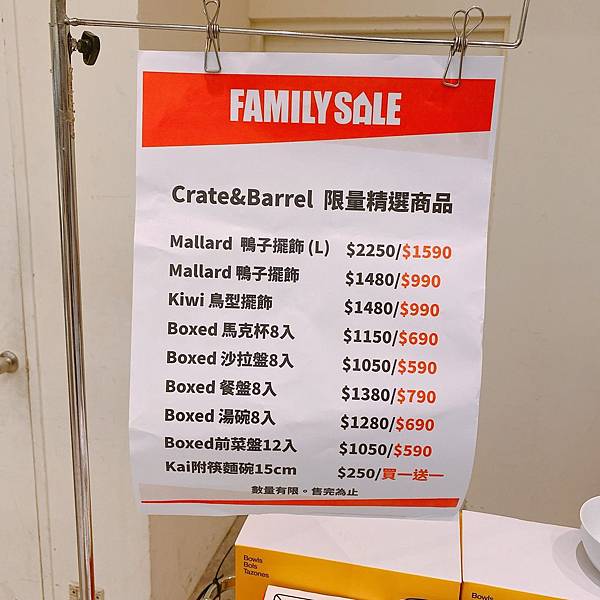 FAMILY SALE
Crate&Barrel 限量精選商品
Mallard 鴨子擺飾 (L) $2250/$1590
Mallard 鴨子擺飾 $1480/$990
Kiwi 鳥型擺飾 $1480/$990
Boxed 馬克杯8入 $1150/$690
Boxed 沙拉盤8入 $1050/$590
Boxed 餐盤8入 $1380/$790
Boxed 湯碗8入 $1280/$690
Boxed前菜盤12入 $1050/$590
Kai附筷麵碗15cm $250/買一送一
數量有限。售完為止
Bowls
Bols
Tazones
Bowls